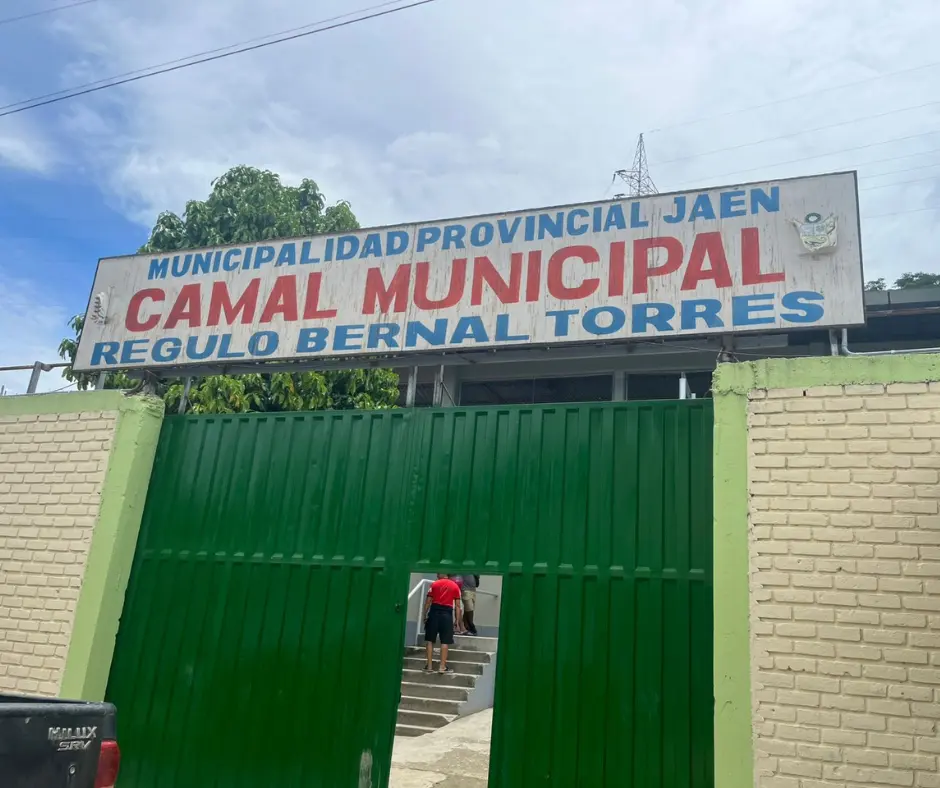 MUNICIPALIDAD PROVINCIAL JAEN
CAMAL MUNICIPAL
REGULO BERNAL TORRES
HILUX
SRV